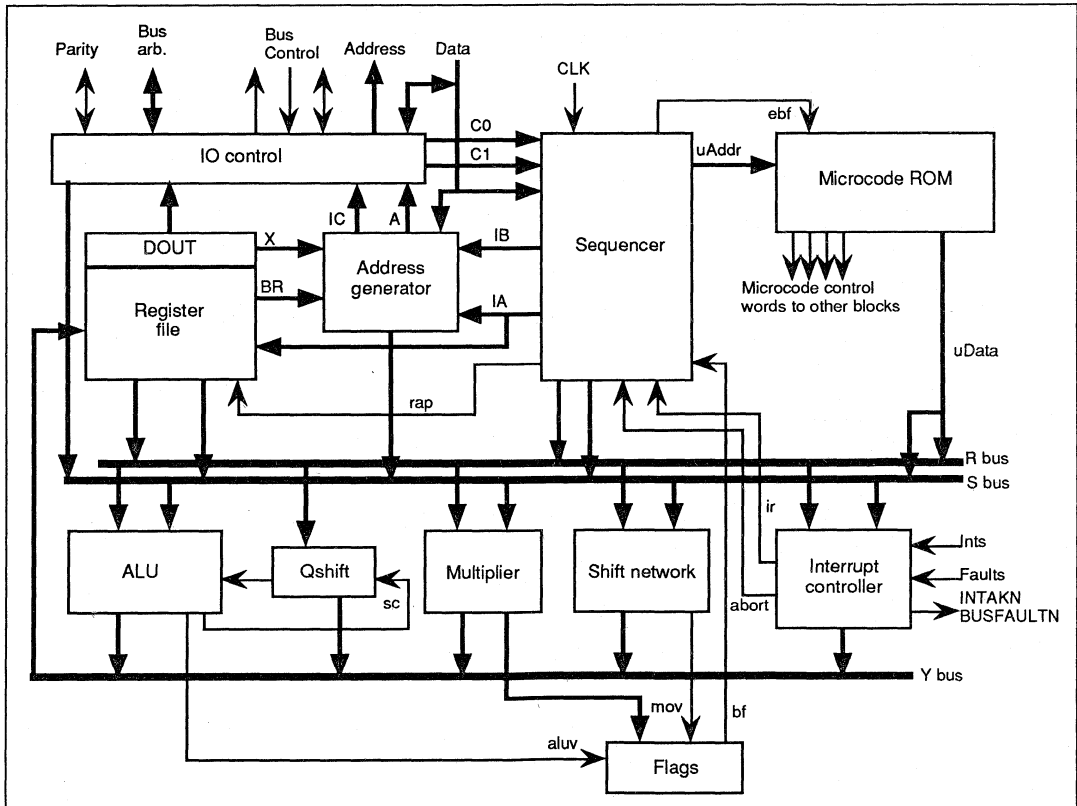 Parity
Bus
arb.
Bus
Control
Address
Data
CLK
ebf
C0
IO control
C1
uAddr
Microcode ROM
IC
A
DOUT
X
IB
Sequencer
Address
generator
BR
Microcode control
words to other blocks
Register
file
IA
uData
rap
R bus
S bus
ir
Ints
ALU
Qshift
Multiplier
Shift network
Interrupt
controller
Faults
sc
abort
INTAKN
BUSFAULTN
Y bus
mov
bf
aluv
Flags